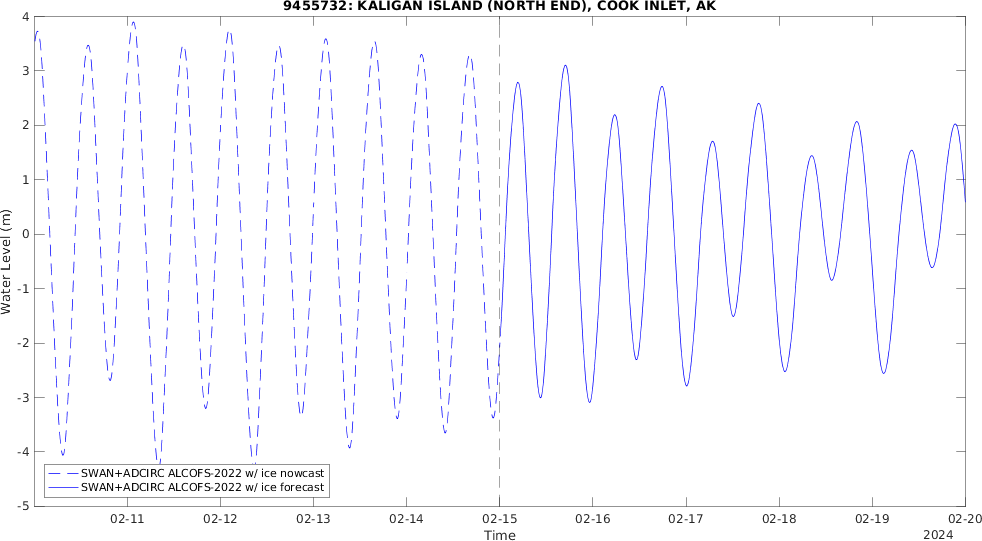 9455732: KALIGAN ISLAND (NORTH END), COOK INLET, AK
4
3
2
1
0
-1
-2
-3
-4
-5
Water Level (m)
SWAN+ADCIRC ALCOFS-2022 w/ ice nowcast
SWAN+ADCIRC ALCOFS-2022 w/ ice forecast
02-11 02-12 02-13 02-14 02-15 02-16 02-17 02-18 02-19 02-20
Time
2024